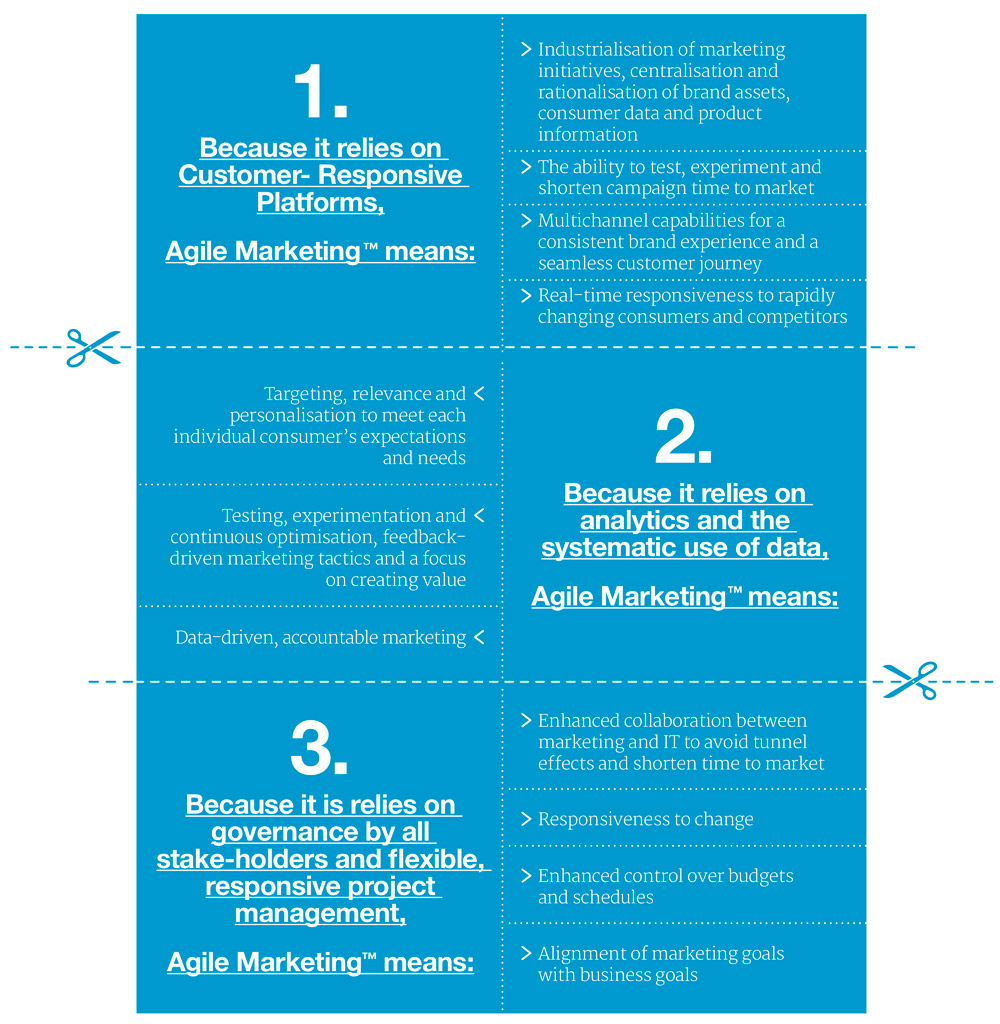 1.
Because it relies on
Customer- Responsive
Platforms,
Agile Marketing™ means:
> Industrialisation of marketing
initiatives, centralisation and
rationalisation of brand assets,
consumer data and product
information
> The ability to test, experiment and
shorten campaign time to market
> Multichannel capabilities for a
consistent brand experience and a
seamless customer journey
> Real-time responsiveness to rapidly
changing consumers and competitors
2.
Because it relies on
analytics and the
systematic use of data,
Agile Marketing™ means:
Targeting, relevance and <
personalisation to meet each
individual consumer’s expectations
and needs
Testing, experimentation and <
continuous optimisation, feedback-
driven marketing tactics and a focus
on creating value
Data-driven, accountable marketing <
3.
Because it is relies on
governance by all
stake-holders and flexible,
responsive project
management,
Agile Marketing™ means:
> Enhanced collaboration between
marketing and IT to avoid tunnel
effects and shorten time to market
> Responsiveness to change
> Enhanced control over budgets
and schedules
> Alignment of marketing goals
with business goals